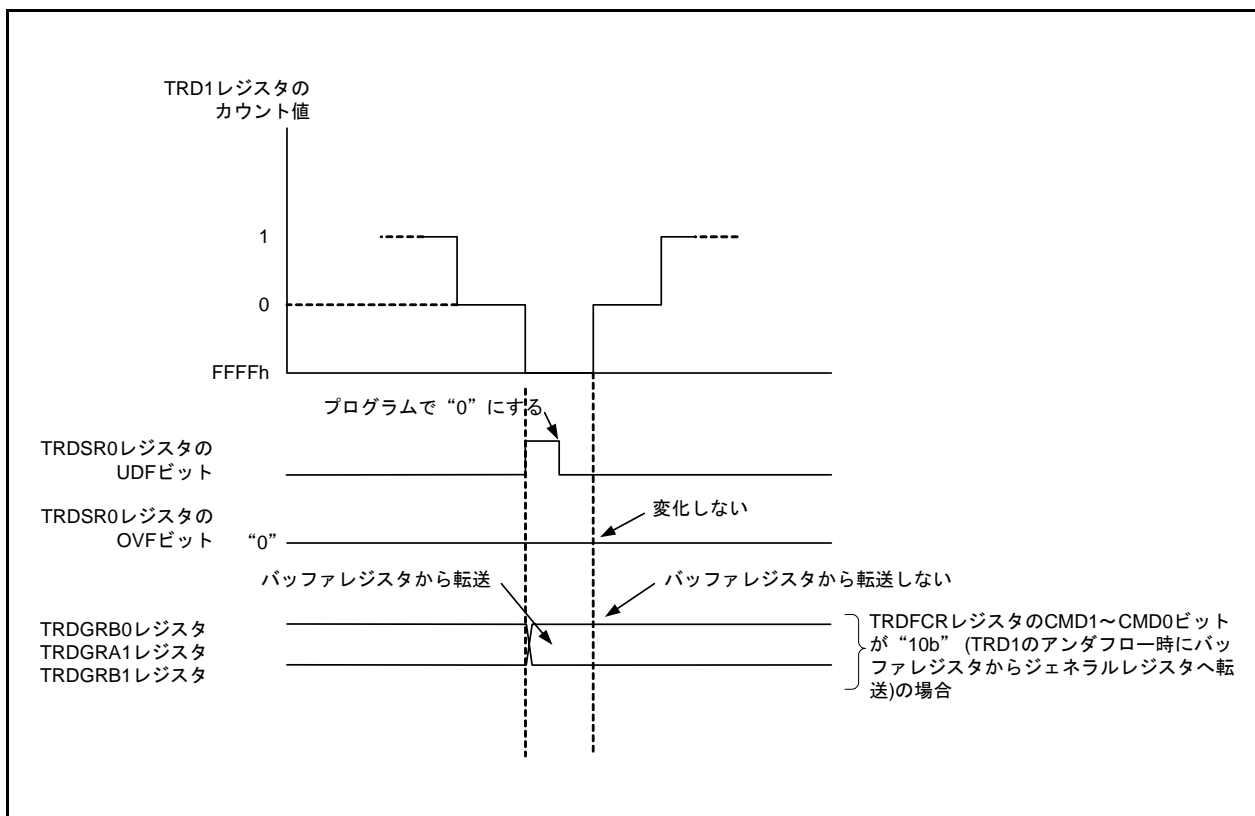 TRD1レジスタの
カウント値
1
0
FFFFh
プログラムで“0”にする
TRDSR0レジスタの
UDFビット
TRDSR0レジスタの
OVFビット “0”
変化しない
バッファレジスタから転送
バッファレジスタから転送しない
TRDGRB0レジスタ
TRDGRA1レジスタ
TRDGRB1レジスタ
TRDFCRレジスタのCMD1～CMD0ビット
が“10b” (TRD1のアンダフロー時にバッ
ファレジスタからジェネラルレジスタへ転
送)の場合